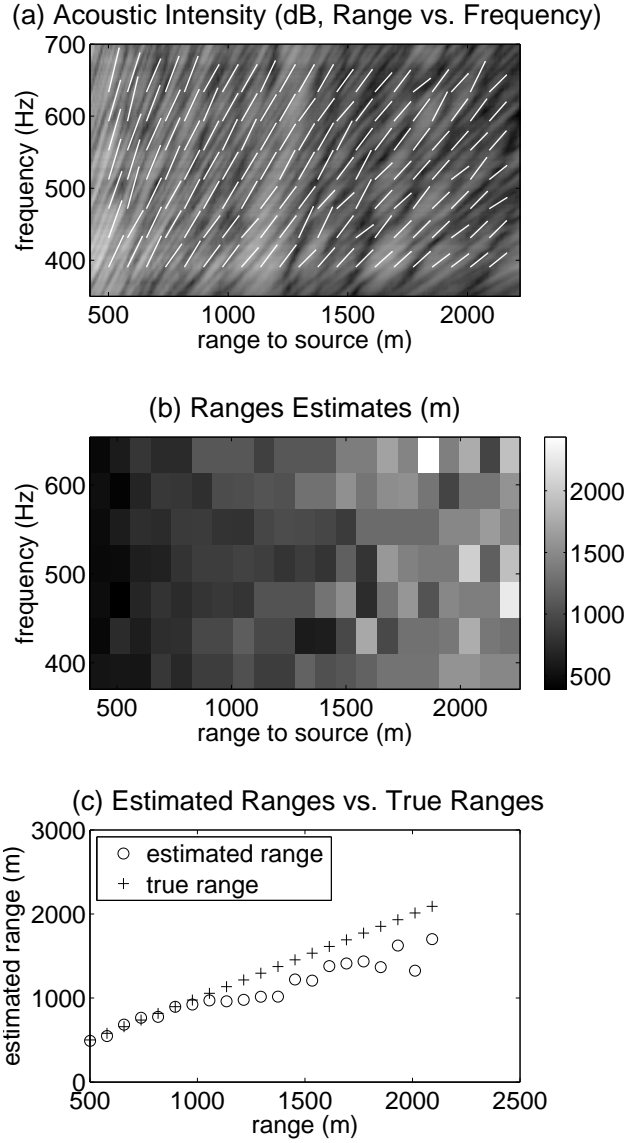 (a) Acoustic Intensity (dB, Range vs. Frequency)
700
600
500
400
frequency (Hz)
500 1000 1500 2000
range to source (m)
(b) Ranges Estimates (m)
600
500
400
frequency (Hz)
500 1000 1500 2000
range to source (m)
2000
1500
1000
500
(c) Estimated Ranges vs. True Ranges
3000
2000
1000
0
estimated range (m)
estimated range
true range
500 1000 1500 2000 2500
range (m)